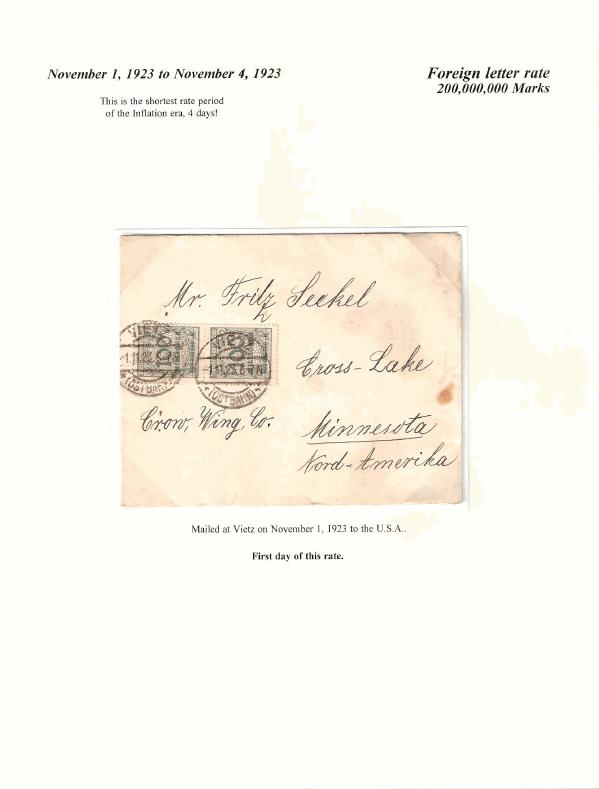 November 1, 1923 to November 4, 1923
Foreign letter rate
200,000,000 Marks
This is the shortest rate period
of the Inflation era, 4 days!
Mr. Fritz Seekel
VIETZ
VIETZ
100
100
-1.11.23.
-1.11.23.
(OSTBAHN)
(OSTBAHN)
Cross-Lake
Crow, Wing, Co.
Minnesota
Nord-Amerika
Mailed at Vietz on November 1, 1923 to the U.S.A..
First day of this rate.